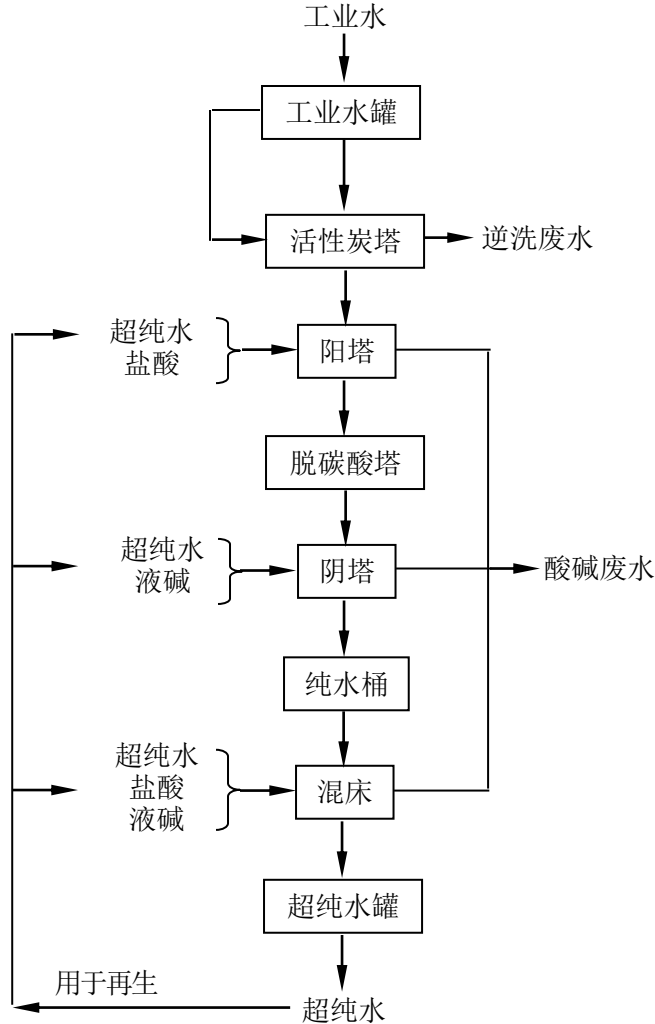 工业水
工业水罐
活性炭塔
逆洗废水
超纯水
盐酸
阳塔
脱碳酸塔
超纯水
液碱
阴塔
酸碱废水
纯水桶
超纯水
盐酸
液碱
混床
超纯水罐
用于再生
超纯水